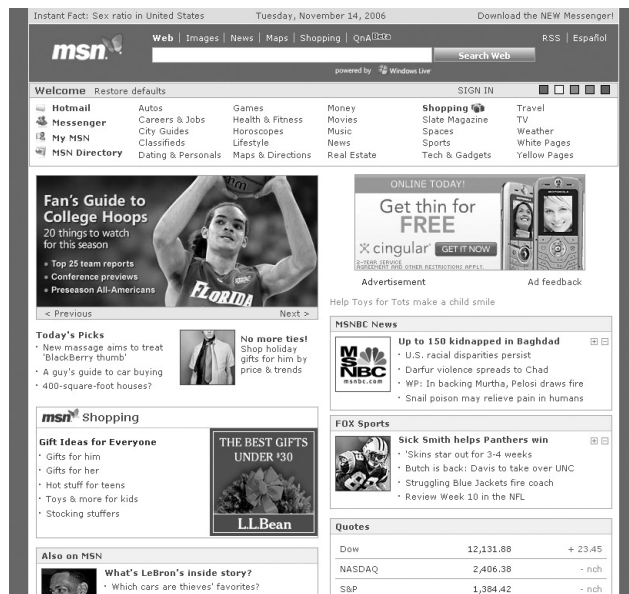 Instant Fact: Sex ratio in United States
Tuesday, November 14, 2006
Download the NEW Messenger!
msn
Web | Images | News | Maps | Shopping | QnA Beta
RSS | Español
Search Web
powered by Windows Live
Welcome Restore defaults
SIGN IN
Hotmail
Messenger
My MSN
MSN Directory
Autos
Careers & Jobs
City Guides
Classifieds
Dating & Personals
Games
Health & Fitness
Horoscopes
Lifestyle
Maps & Directions
Money
Movies
Music
News
Real Estate
Shopping
Slate Magazine
Spaces
Sports
Tech & Gadgets
Travel
TV
Weather
White Pages
Yellow Pages
Fan's Guide to
College Hoops
20 things to watch
for this season
• Top 25 team reports
• Conference previews
• Preseason All-Americans
FLORIDA
< Previous
Next >
ONLINE TODAY!
Get thin for
FREE
cingular GET IT NOW
2-YEAR SERVICE
AGREEMENT AND OTHER RESTRICTIONS APPLY.
Advertisement
Ad feedback
Help Toys for Tots make a child smile
Today's Picks
· New massage aims to treat
'BlackBerry thumb'
· A guy's guide to car buying
· 400-square-foot houses?
No more ties!
Shop holiday
gifts for him by
price & trends
MSNBC News
MSNBC
msnbc.com
Up to 150 kidnapped in Baghdad
· U.S. racial disparities persist
· Darfur violence spreads to Chad
· WP: In backing Murtha, Pelosi draws fire
· Snail poison may relieve pain in humans
msn Shopping
Gift Ideas for Everyone
· Gifts for him
· Gifts for her
· Hot stuff for teens
· Toys & more for kids
· Stocking stuffers
THE BEST GIFTS
UNDER $30
L.L.Bean
FOX Sports
Sick Smith helps Panthers win
· 'Skins star out for 3-4 weeks
· Butch is back: Davis to take over UNC
· Struggling Blue Jackets fire coach
· Review Week 10 in the NFL
Quotes
Dow 12,131.88 + 23.45
NASDAQ 2,406.38 - nch
S&P 1,384.42 - nch
Also on MSN
What's LeBron's inside story?
· Which cars are thieves' favorites?